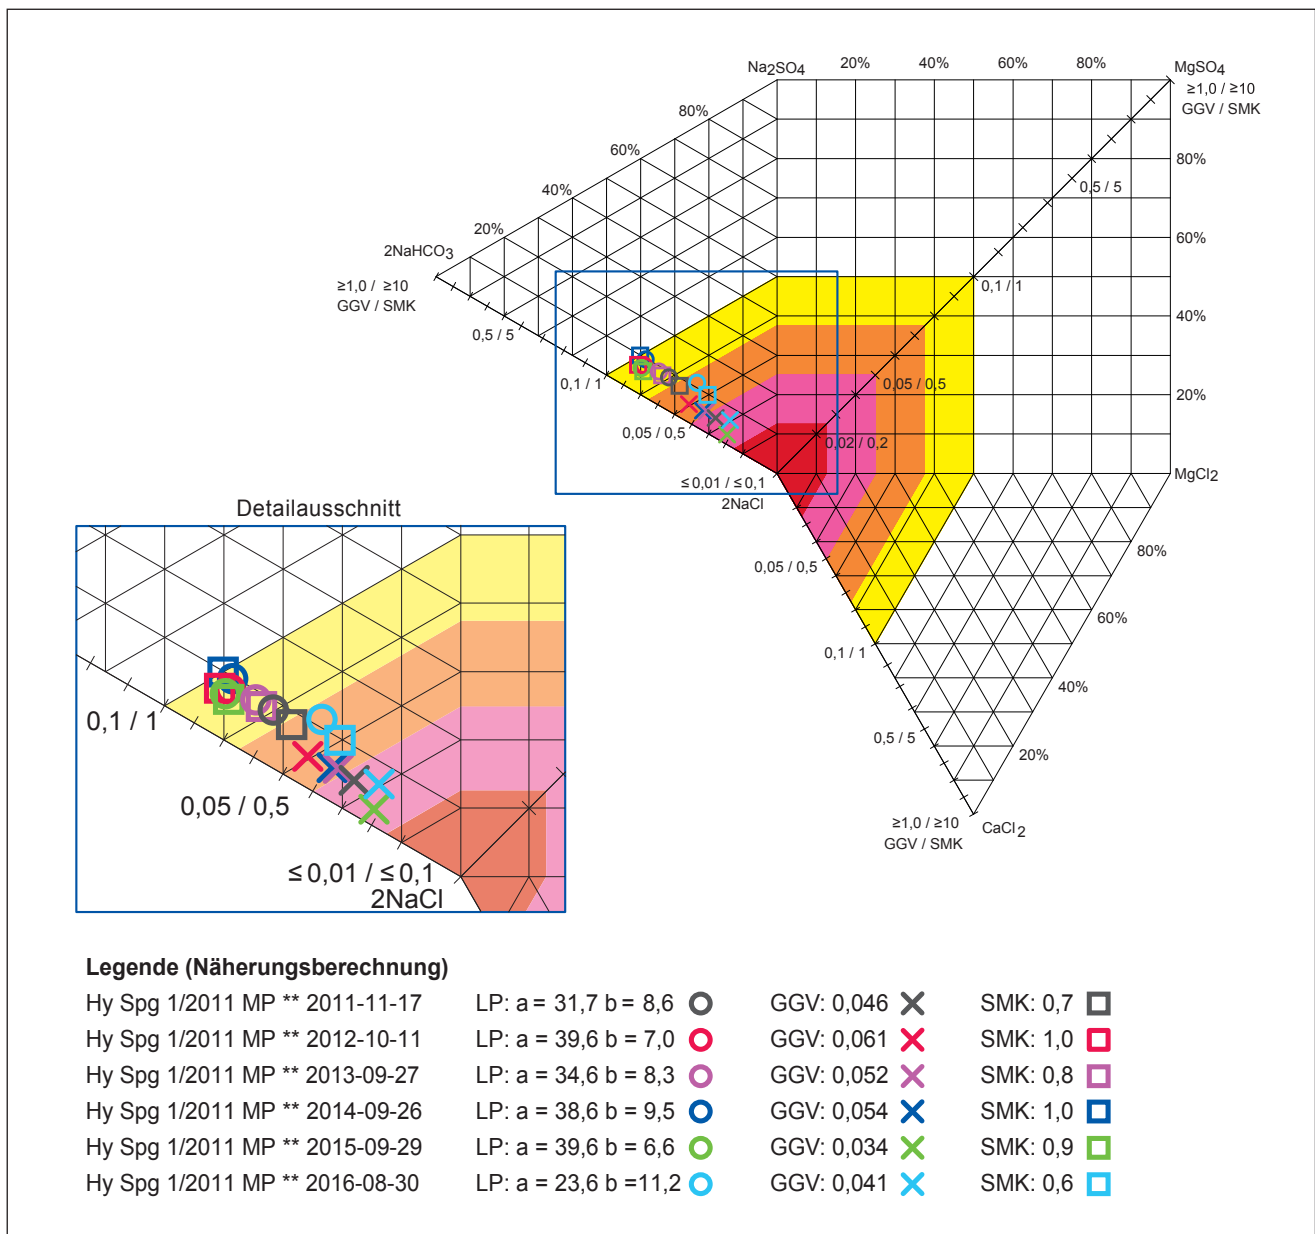 Na2SO4 20% 40% 60% 80% MgSO4
≥1,0 / ≥10
GGV / SMK
80%
60%
40%
20%
2NaHCO3
≥1,0 / ≥10
GGV / SMK
0,5 / 5
0,1 / 1
0,05 / 0,5
≤ 0,01 / ≤ 0,1
2NaCl
80%
0,5 / 5
60%
0,1 / 1
40%
0,05 / 0,5
20%
0,02 / 0,2
MgCl2
0,05 / 0,5
80%
60%
0,1 / 1
40%
0,5 / 5
20%
≥1,0 / ≥10
GGV / SMK
CaCl2
Detailausschnitt
0,1 / 1
0,05 / 0,5
≤ 0,01 / ≤ 0,1
2NaCl
Legende (Näherungsberechnung)
Hy Spg 1/2011 MP ** 2011-11-17 LP: a = 31,7 b = 8,6 GGV: 0,046 SMK: 0,7
Hy Spg 1/2011 MP ** 2012-10-11 LP: a = 39,6 b = 7,0 GGV: 0,061 SMK: 1,0
Hy Spg 1/2011 MP ** 2013-09-27 LP: a = 34,6 b = 8,3 GGV: 0,052 SMK: 0,8
Hy Spg 1/2011 MP ** 2014-09-26 LP: a = 38,6 b = 9,5 GGV: 0,054 SMK: 1,0
Hy Spg 1/2011 MP ** 2015-09-29 LP: a = 39,6 b = 6,6 GGV: 0,034 SMK: 0,9
Hy Spg 1/2011 MP ** 2016-08-30 LP: a = 23,6 b =11,2 GGV: 0,041 SMK: 0,6